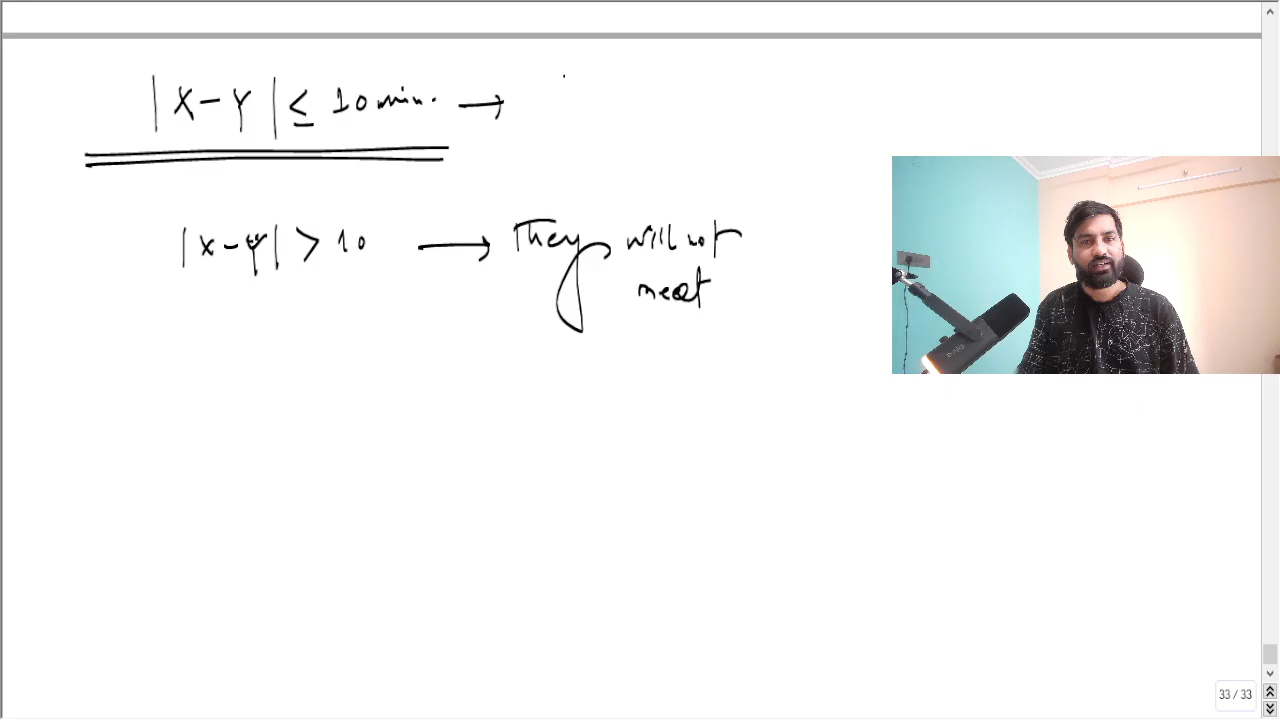 |X-Y| ≤ 10 min. →
|x-Y| > 10 → They will not
meet
33 / 33